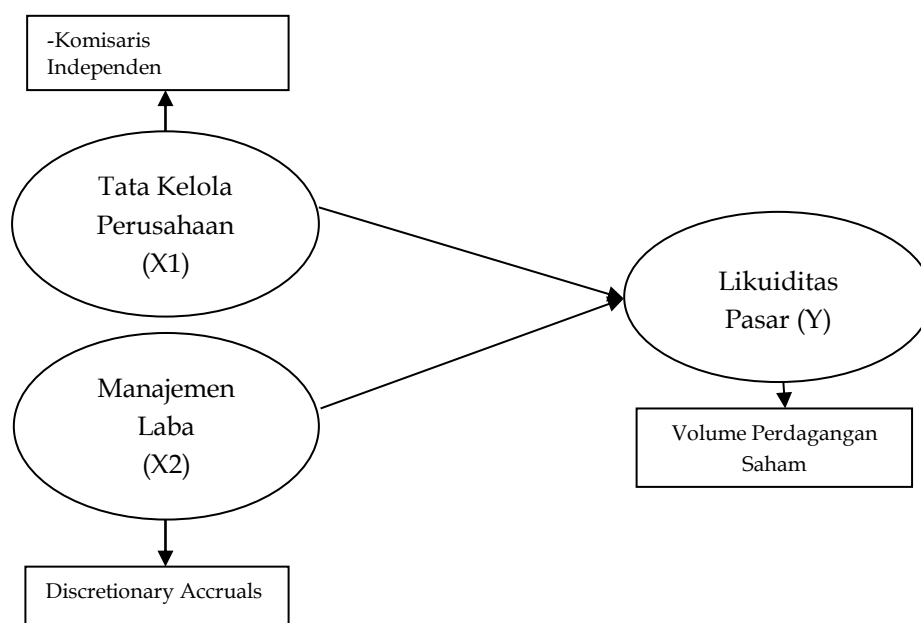 -Komisaris
Independen
Tata Kelola
Perusahaan
(X1)
Likuiditas
Pasar (Y)
Manajemen
Laba
(X2)
Volume Perdagangan
Saham
Discretionary Accruals